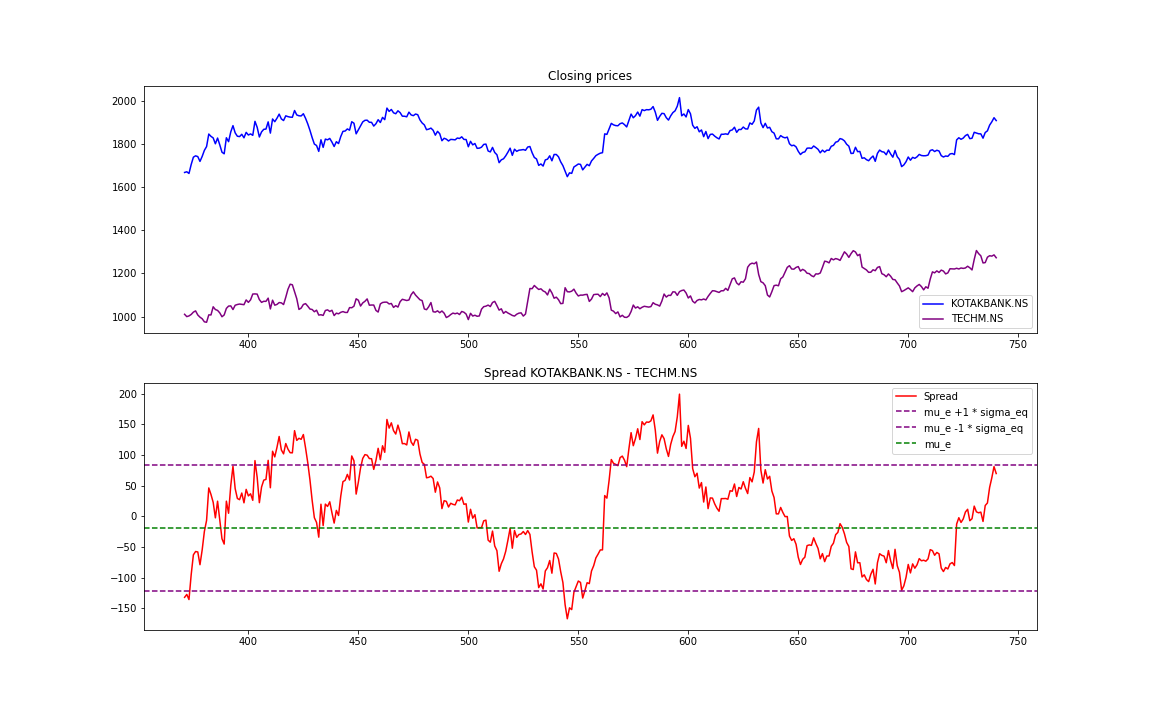 Closing prices
2000
1800
1600
1400
1200
1000
400 450 500 550 600 650 700 750
KOTAKBANK.NS
TECHM.NS
Spread KOTAKBANK.NS - TECHM.NS
200
150
100
50
0
−50
−100
−150
400 450 500 550 600 650 700 750
Spread
mu_e +1 * sigma_eq
mu_e -1 * sigma_eq
mu_e